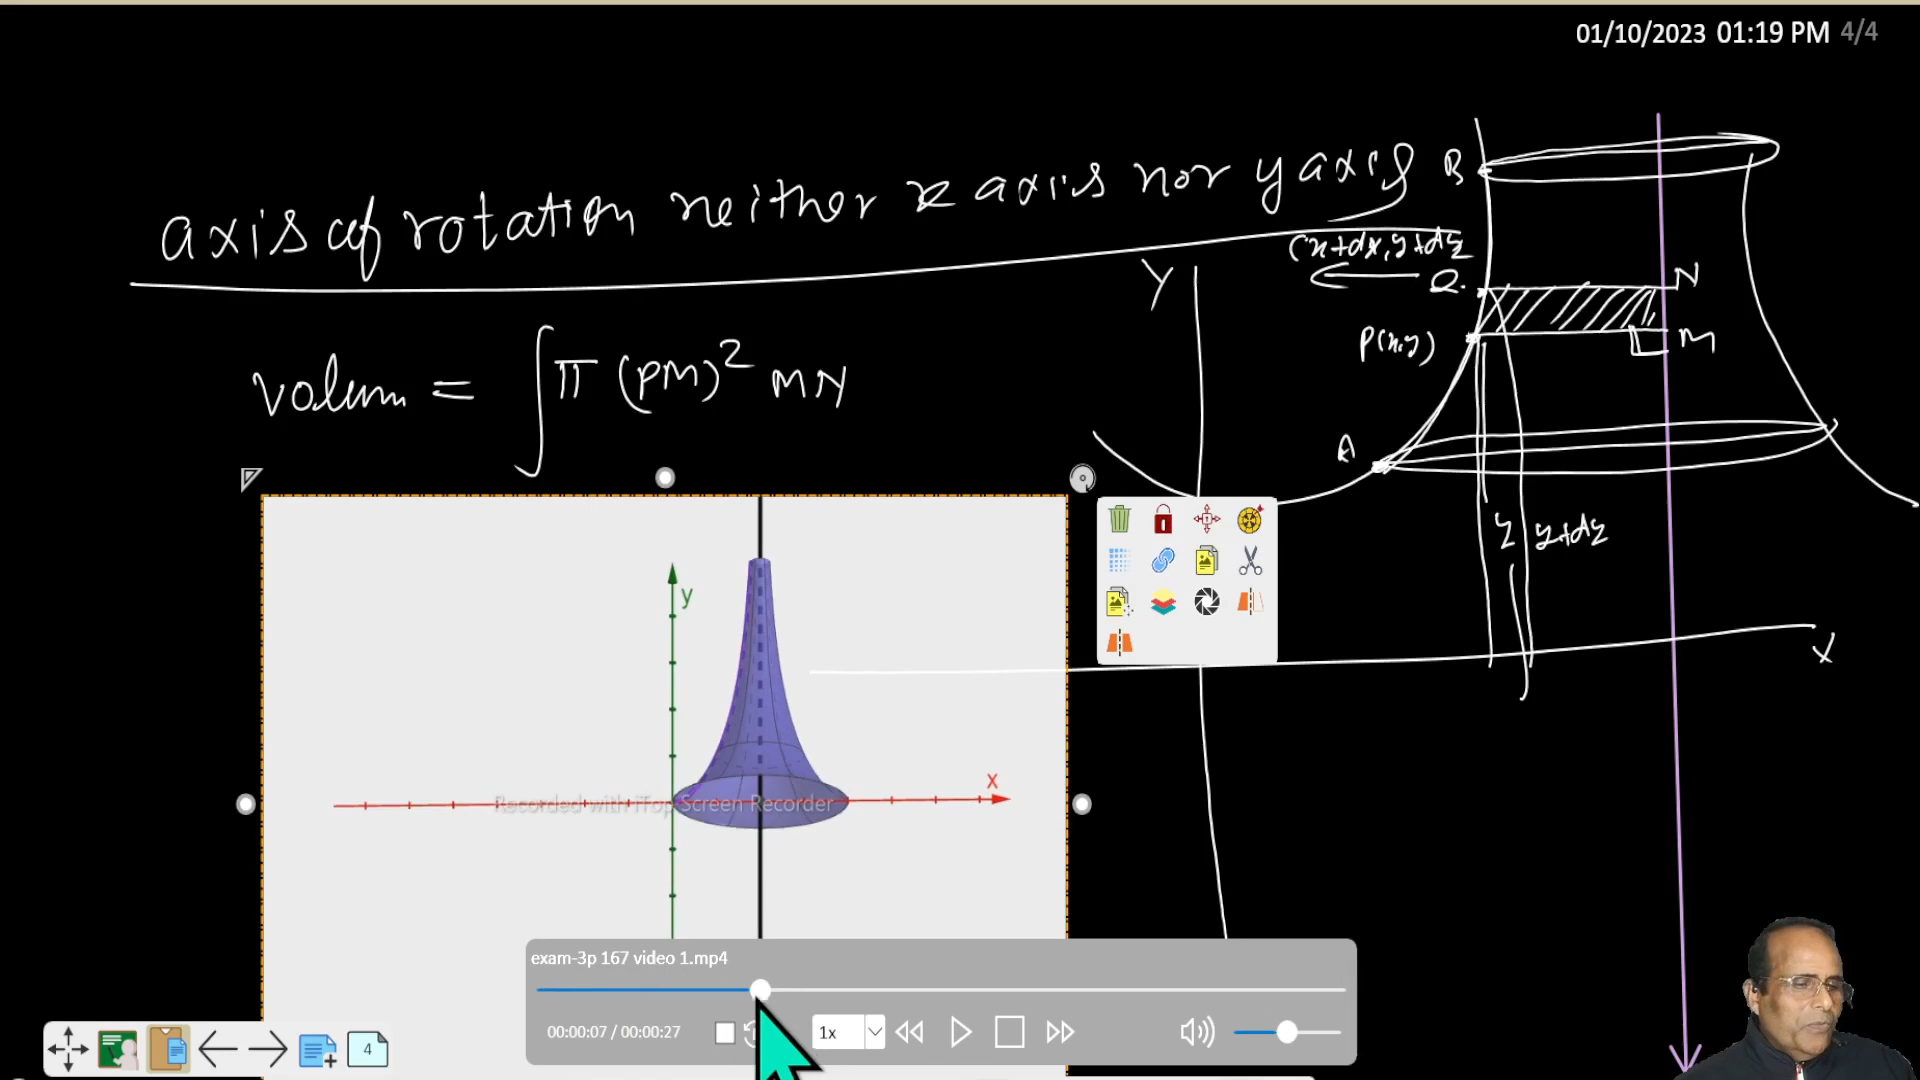 01/10/2023 01:19 PM 4/4
axis of rotation neither x axis nor y axis
B
(x+dx, y+dy
Y
Q
N
P(x,y)
M
volum = ∫π (PM)² MN
A
y
y+dy
y
X
x
Recorded with iTop Screen Recorder
exam-3p 167 video 1.mp4
00:00:07 / 00:00:27
1x
4